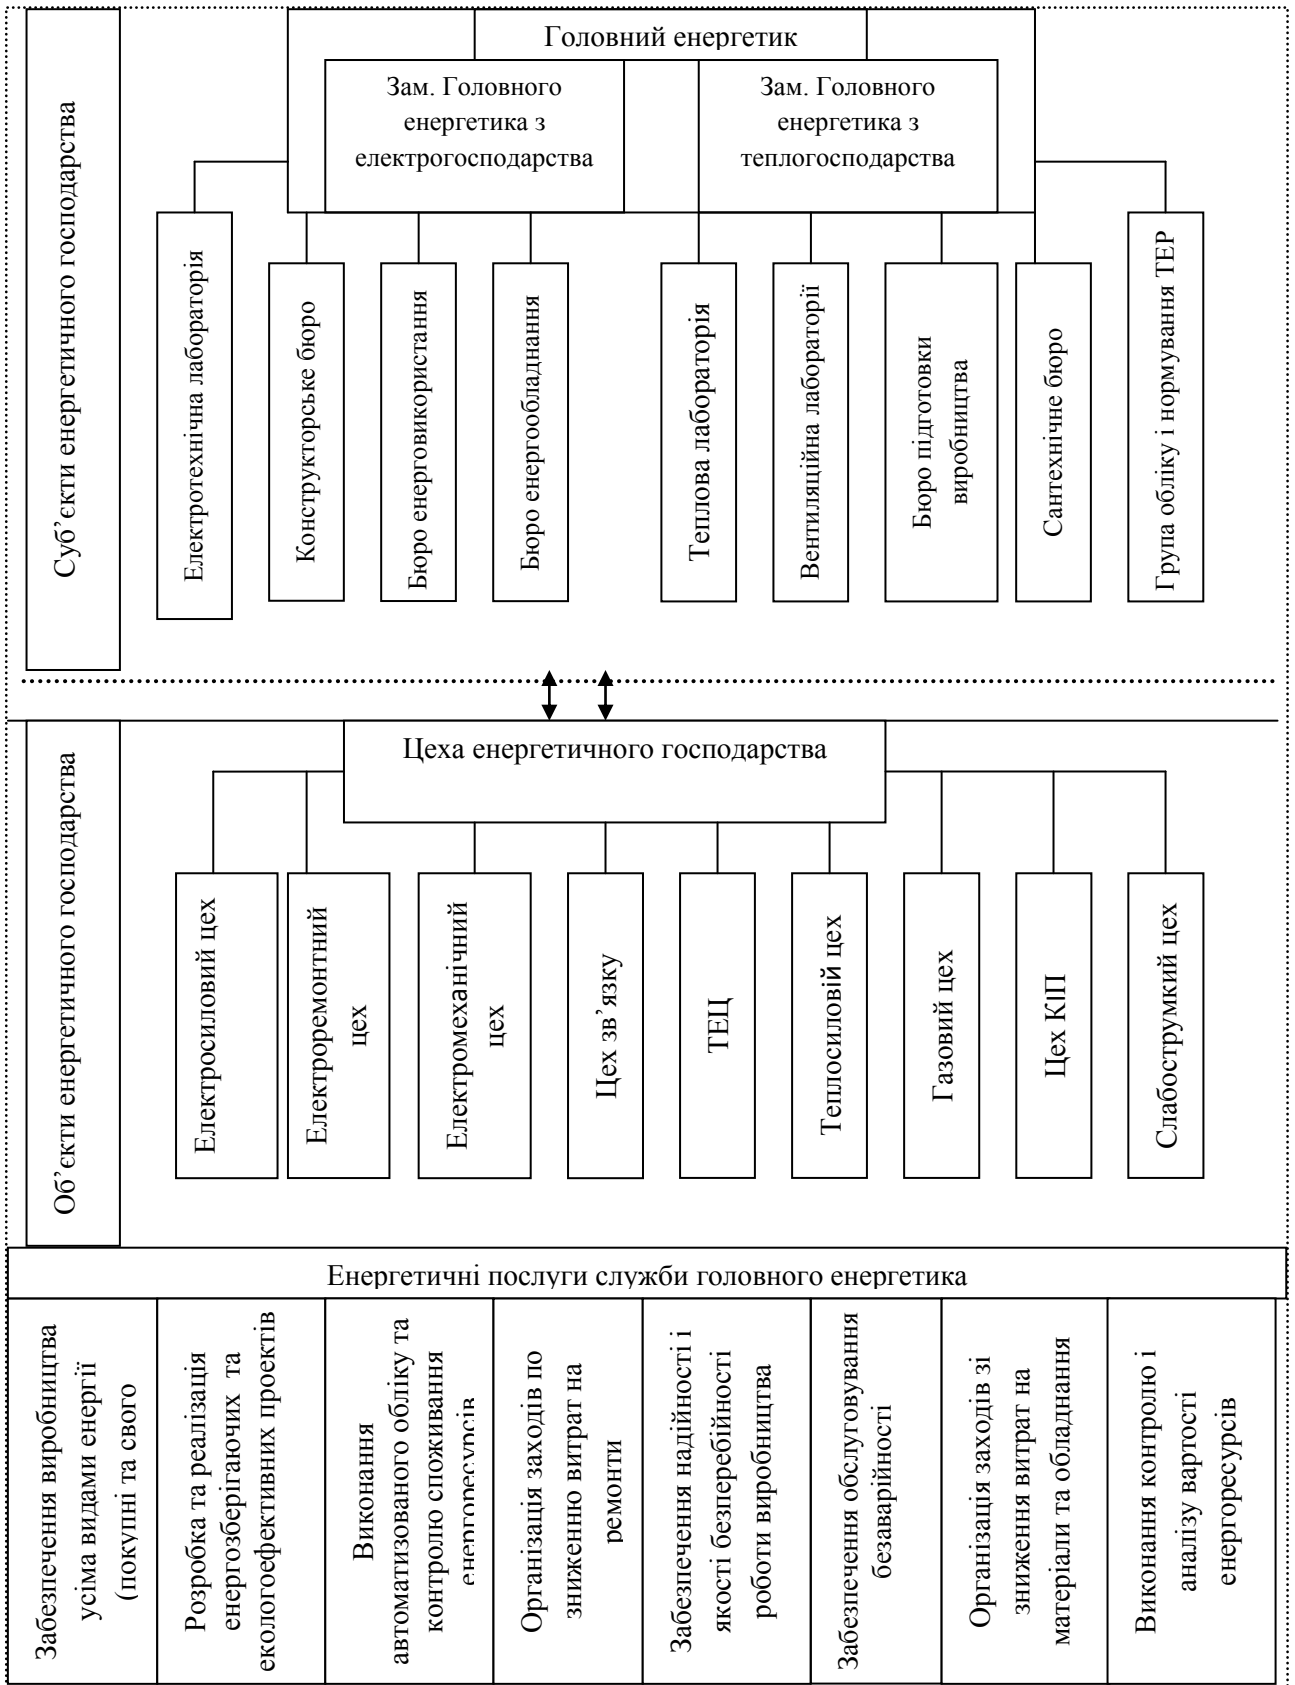 Головний енергетик
Зам. Головного
енергетика з
електрогосподарства
Зам. Головного
енергетика з
теплогосподарства
Суб’єкти енергетичного господарства
Електротехнічна лабораторія
Конструкторське бюро
Бюро енерговикористання
Бюро енергообладнання
Теплова лабораторія
Вентиляційна лабораторії
Бюро підготовки
виробництва
Сантехнічне бюро
Група обліку і нормування ТЕР
Об’єкти енергетичного господарства
Цеха енергетичного господарства
Електросиловий цех
Електроремонтний
цех
Електромеханічний
цех
Цех зв’язку
ТЕЦ
Теплосиловій цех
Газовий цех
Цех КІП
Слабострумкий цех
Енергетичні послуги служби головного енергетика
Забезпечення виробництва
усіма видами енергії
(покупні та свого
Розробка та реалізація
енергозберігаючих та
екологоефективних проектів
Виконання
автоматизованого обліку та
контролю споживання
енергоресурсів
Організація заходів по
зниженню витрат на
ремонти
Забезпечення надійності і
якості безперебійності
роботи виробництва
Забезпечення обслуговування
безаварійності
Організація заходів зі
зниження витрат на
матеріали та обладнання
Виконання контролю і
аналізу вартості
енергоресурсів